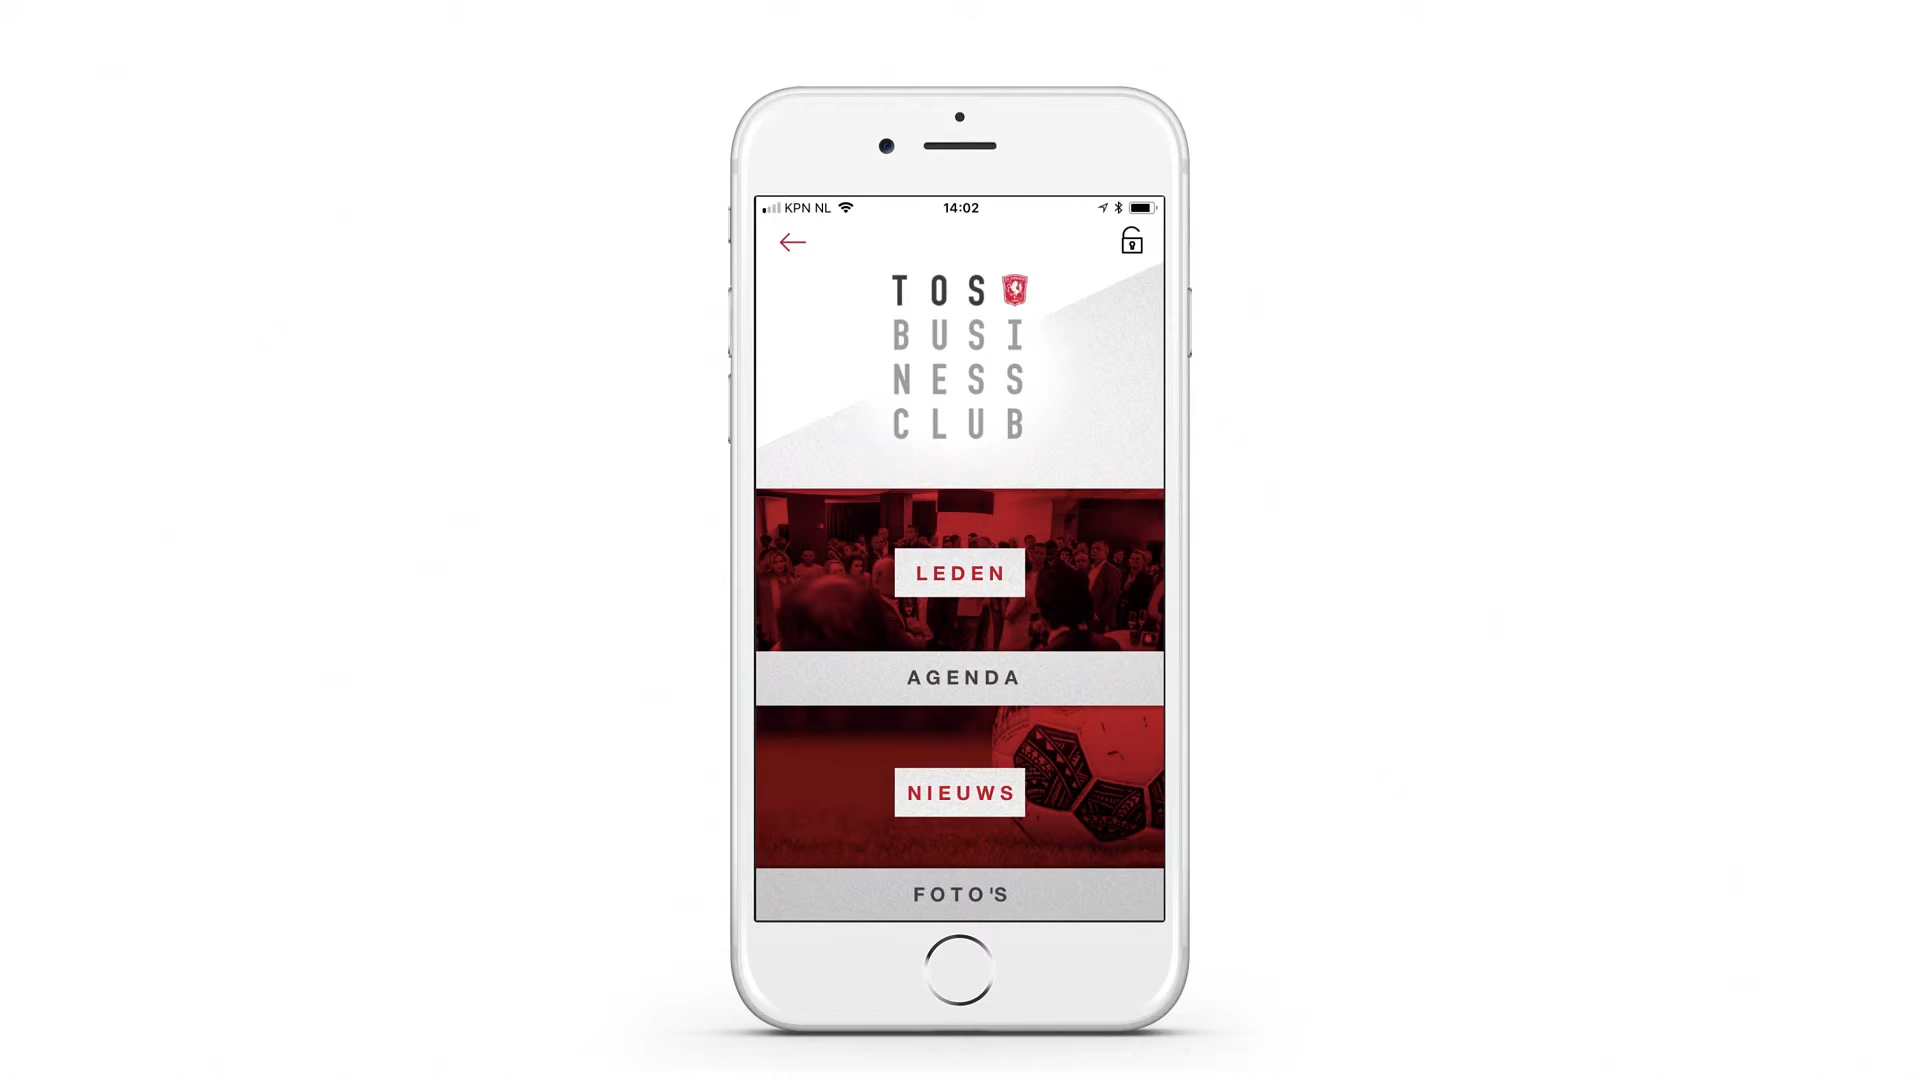 KPN NL 14:02
TOS
BUSI
NESS
CLUB
LEDEN
AGENDA
NIEUWS
FOTO'S